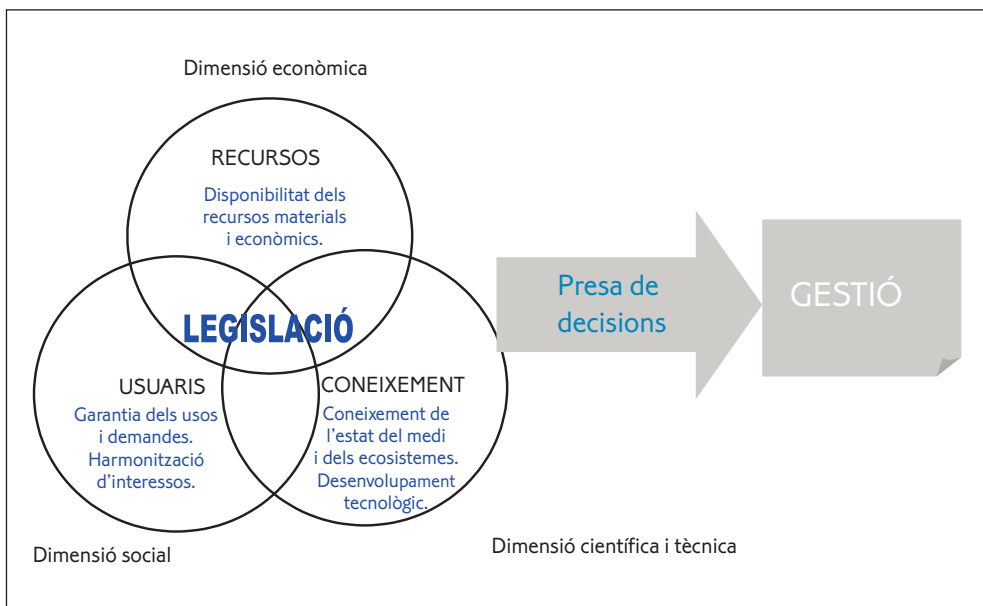 Dimensió econòmica
RECURSOS
Disponibilitat dels
recursos materials
i econòmics.
LEGISLACIÓ
USUARIS
Garantia dels usos
i demandes.
Harmonització
d’interessos.
CONEIXEMENT
Coneixement de
l’estat del medi
i dels ecosistemes.
Desenvolupament
tecnològic.
Presa de
decisions
GESTIÓ
Dimensió social
Dimensió científica i tècnica